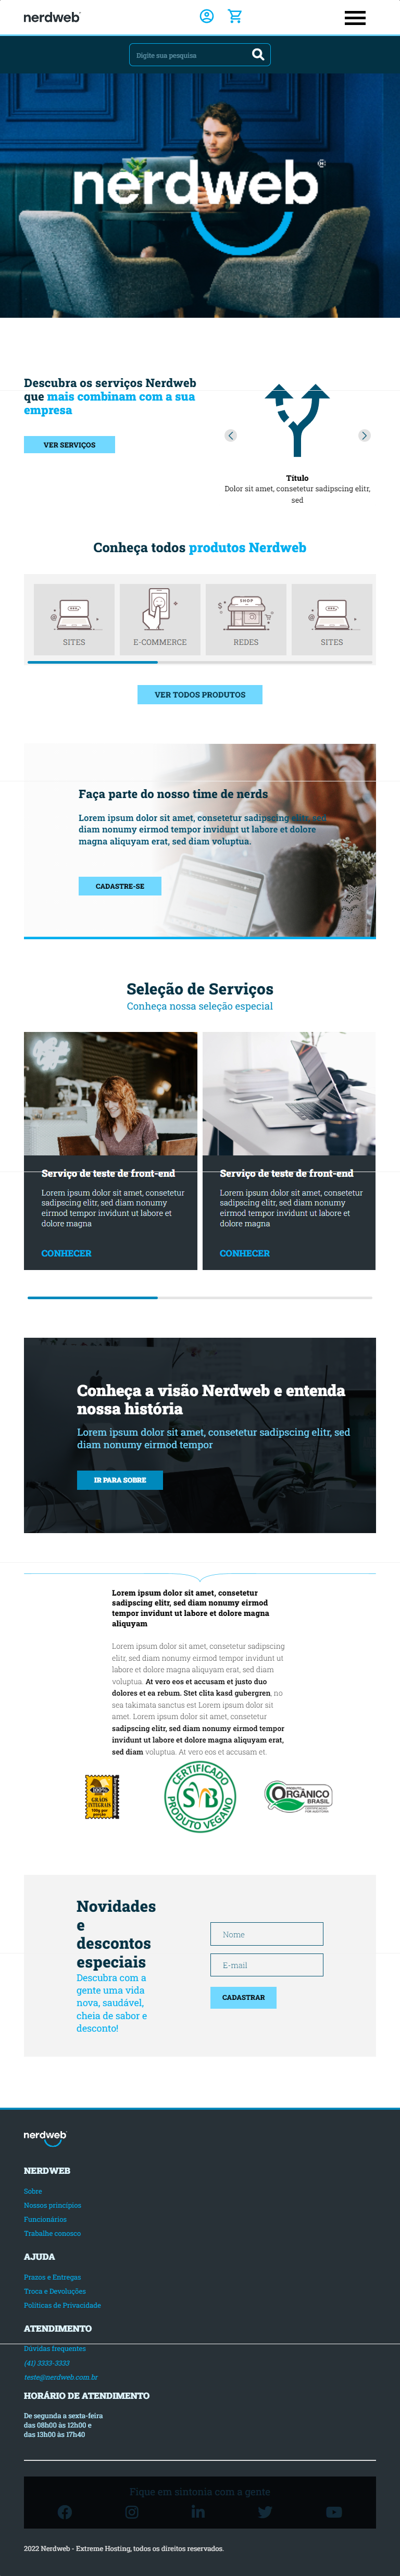 nerdweb
Digite sua pesquisa
nerdweb
Descubra os serviços Nerdweb
que mais combinam com a sua
empresa
VER SERVIÇOS
Título
Dolor sit amet, consetetur sadipscing elitr,
sed
Conheça todos produtos Nerdweb
SITES
E-COMMERCE
SHOP
REDES
SITES
VER TODOS PRODUTOS
Faça parte do nosso time de nerds
Lorem ipsum dolor sit amet, consetetur sadipscing elitr, sed
diam nonumy eirmod tempor invidunt ut labore et dolore
magna aliquyam erat, sed diam voluptua.
CADASTRE-SE
Seleção de Serviços
Conheça nossa seleção especial
Serviço de teste de front-end
Lorem ipsum dolor sit amet, consetetur
sadipscing elitr, sed diam nonumy
eirmod tempor invidunt ut labore et
dolore magna
CONHECER
Serviço de teste de front-end
Lorem ipsum dolor sit amet, consetetur
sadipscing elitr, sed diam nonumy
eirmod tempor invidunt ut labore et
dolore magna
CONHECER
Conheça a visão Nerdweb e entenda
nossa história
Lorem ipsum dolor sit amet, consetetur sadipscing elitr, sed
diam nonumy eirmod tempor
IR PARA SOBRE
Lorem ipsum dolor sit amet, consetetur
sadipscing elitr, sed diam nonumy eirmod
tempor invidunt ut labore et dolore magna
aliquyam
Lorem ipsum dolor sit amet, consetetur sadipscing
elitr, sed diam nonumy eirmod tempor invidunt ut
labore et dolore magna aliquyam erat, sed diam
voluptua. At vero eos et accusam et justo duo
dolores et ea rebum. Stet clita kasd gubergren, no
sea takimata sanctus est Lorem ipsum dolor sit
amet. Lorem ipsum dolor sit amet, consetetur
sadipscing elitr, sed diam nonumy eirmod tempor
invidunt ut labore et dolore magna aliquyam erat,
sed diam voluptua. At vero eos et accusam et.
100%
GRÃOS
INTEGRAIS
CERTIFICADO
SVB
PRODUTO VEGANO
ORGÂNICO
BRASIL
Novidades
e
descontos
especiais
Descubra com a
gente uma vida
nova, saudável,
cheia de sabor e
desconto!
Nome
E-mail
CADASTRAR
nerdweb
NERDWEB
Sobre
Nossos princípios
Funcionários
Trabalhe conosco
AJUDA
Prazos e Entregas
Troca e Devoluções
Políticas de Privacidade
ATENDIMENTO
Dúvidas frequentes
(41) 3333-3333
teste@nerdweb.com.br
HORÁRIO DE ATENDIMENTO
De segunda a sexta-feira
das 08h00 às 12h00 e
das 13h00 às 17h40
Fique em sintonia com a gente
2022 Nerdweb - Extreme Hosting, todos os direitos reservados.